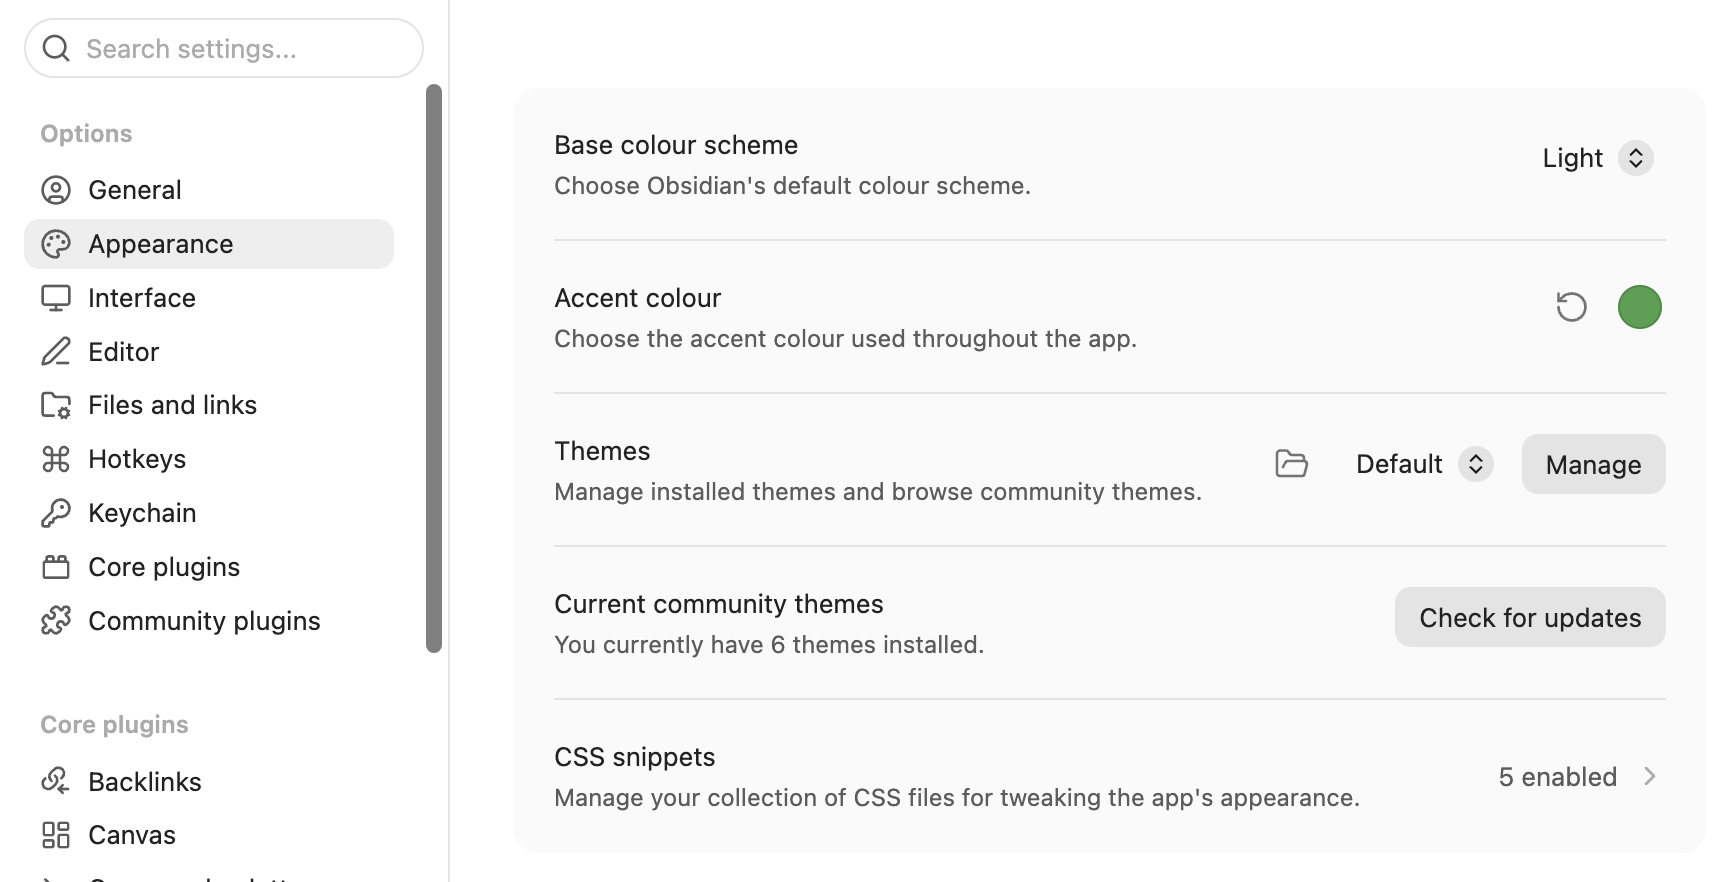 Search settings...
Options
General
Appearance
Interface
Editor
Files and links
Hotkeys
Keychain
Core plugins
Community plugins
Core plugins
Backlinks
Canvas
Base colour scheme
Choose Obsidian's default colour scheme.
Light
Accent colour
Choose the accent colour used throughout the app.
Themes
Manage installed themes and browse community themes.
Default
Manage
Current community themes
You currently have 6 themes installed.
Check for updates
CSS snippets
Manage your collection of CSS files for tweaking the app's appearance.
5 enabled